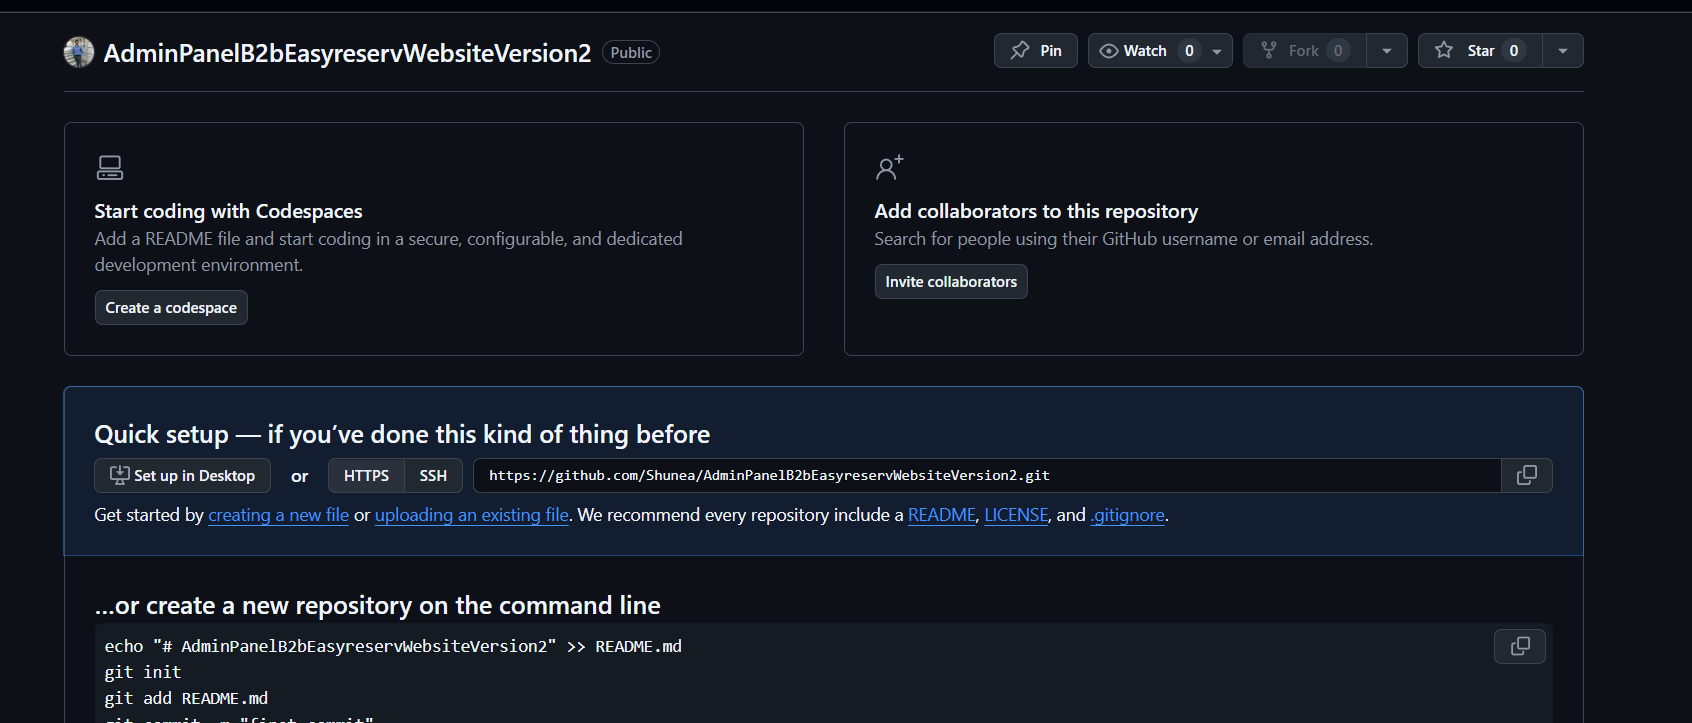 AdminPanelB2bEasyreservWebsiteVersion2 Public
Pin
Watch 0
Fork 0
Star 0
Start coding with Codespaces
Add a README file and start coding in a secure, configurable, and dedicated
development environment.
Create a codespace
Add collaborators to this repository
Search for people using their GitHub username or email address.
Invite collaborators
Quick setup — if you’ve done this kind of thing before
Set up in Desktop or HTTPS SSH https://github.com/Shunea/AdminPanelB2bEasyreservWebsiteVersion2.git
Get started by creating a new file or uploading an existing file. We recommend every repository include a README, LICENSE, and .gitignore.
…or create a new repository on the command line
echo "# AdminPanelB2bEasyreservWebsiteVersion2" >> README.md
git init
git add README.md
git commit -m "first commit"